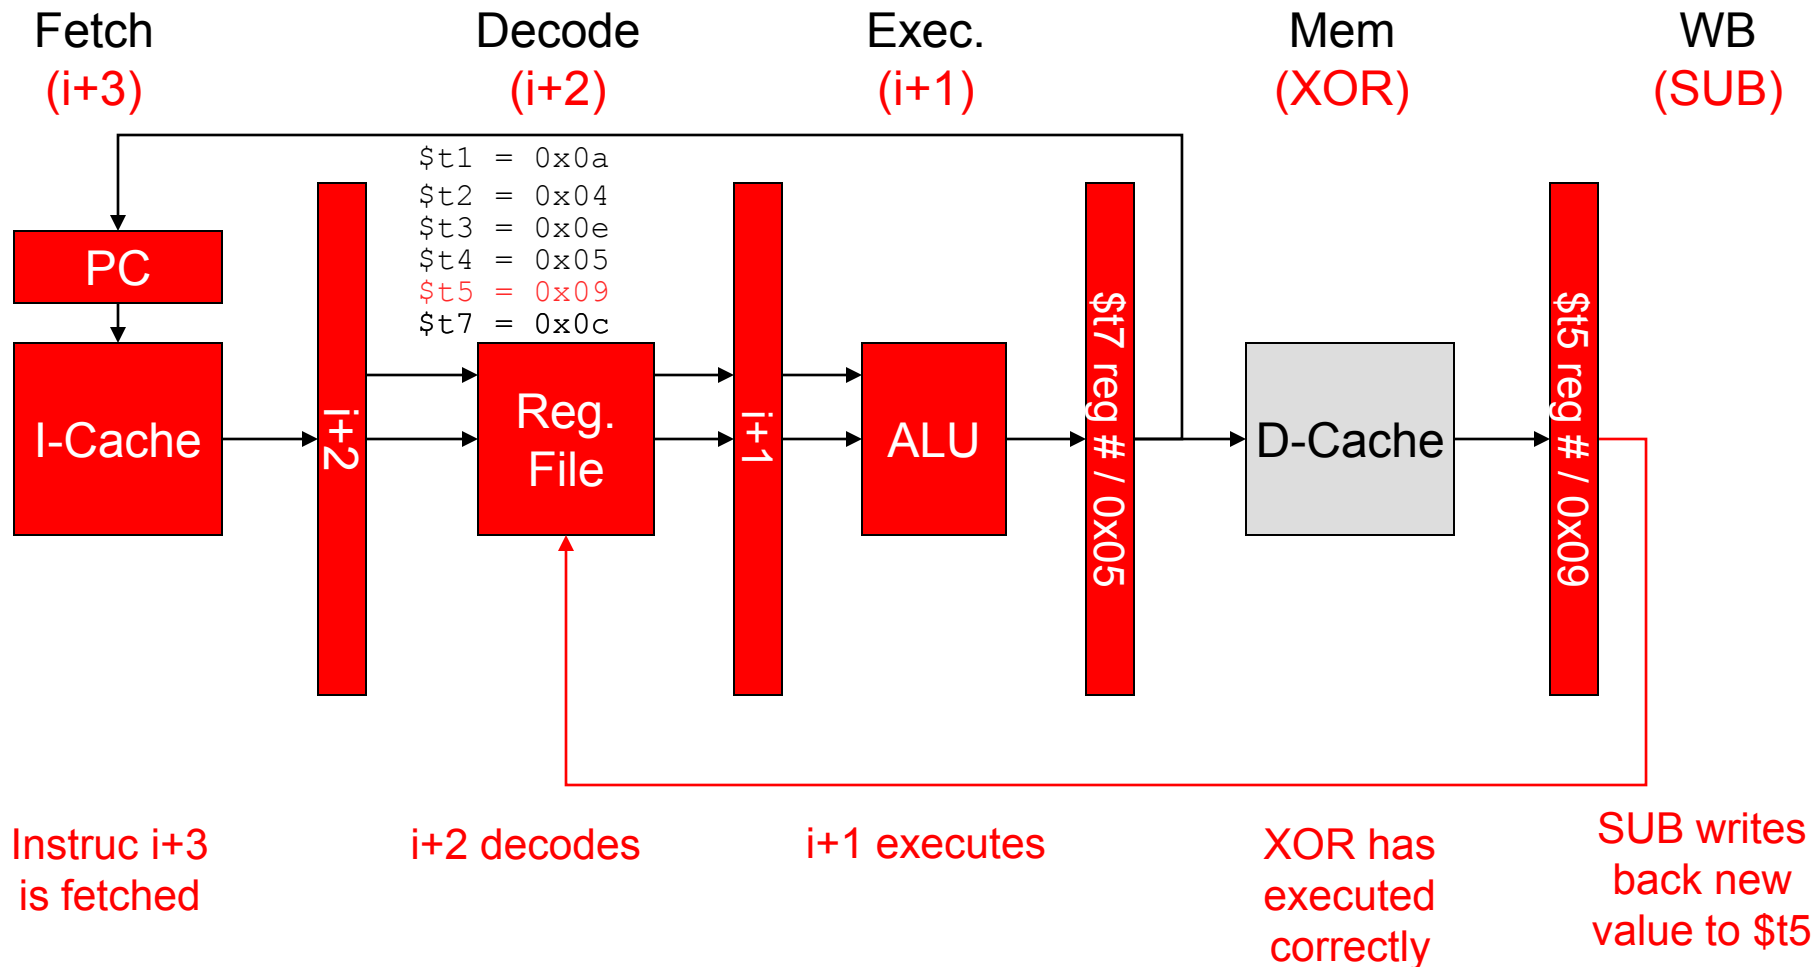 Fetch
(i+3)
Decode
(i+2)
Exec.
(i+1)
Mem
(XOR)
WB
(SUB)
$t1 = 0x0a
$t2 = 0x04
$t3 = 0x0e
$t4 = 0x05
$t5 = 0x09
$t7 = 0x0c
PC
I-Cache
i+2
Reg.
File
i+1
ALU
$t7 reg # / 0x05
D-Cache
$t5 reg # / 0x09
Instruc i+3
is fetched
i+2 decodes
i+1 executes
XOR has
executed
correctly
SUB writes
back new
value to $t5